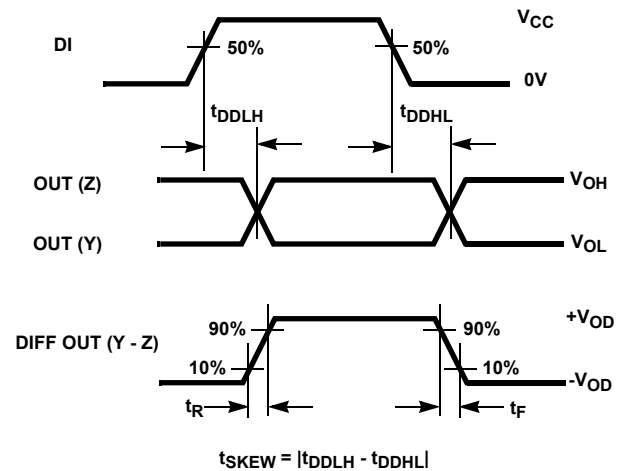 DI
50%
50%
VCC
0V
tDDLH
tDDHL
OUT (Z)
VOH
OUT (Y)
VOL
DIFF OUT (Y - Z)
90%
90%
+VOD
10%
10%
-VOD
tR
tF
tSKEW = |tDDLH - tDDHL|